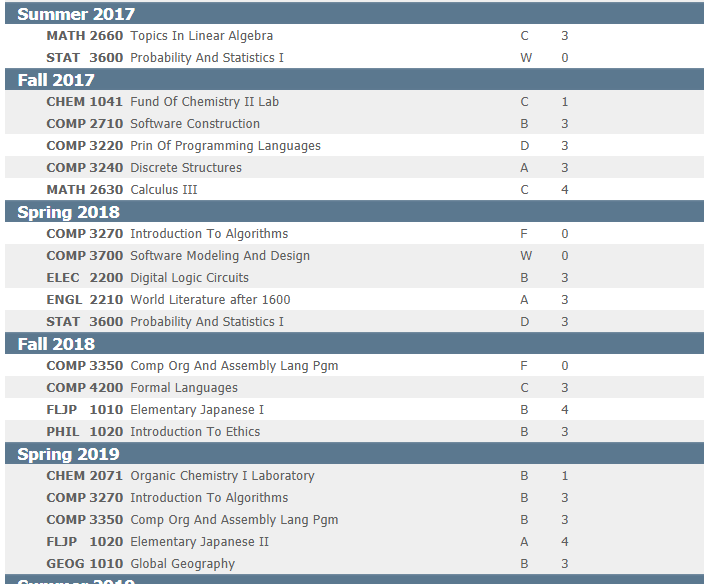 Summer 2017
MATH 2660 Topics In Linear Algebra C 3
STAT 3600 Probability And Statistics I W 0
Fall 2017
CHEM 1041 Fund Of Chemistry II Lab C 1
COMP 2710 Software Construction B 3
COMP 3220 Prin Of Programming Languages D 3
COMP 3240 Discrete Structures A 3
MATH 2630 Calculus III C 4
Spring 2018
COMP 3270 Introduction To Algorithms F 0
COMP 3700 Software Modeling And Design W 0
ELEC 2200 Digital Logic Circuits B 3
ENGL 2210 World Literature after 1600 A 3
STAT 3600 Probability And Statistics I D 3
Fall 2018
COMP 3350 Comp Org And Assembly Lang Pgm F 0
COMP 4200 Formal Languages C 3
FLJP 1010 Elementary Japanese I B 4
PHIL 1020 Introduction To Ethics B 3
Spring 2019
CHEM 2071 Organic Chemistry I Laboratory B 1
COMP 3270 Introduction To Algorithms B 3
COMP 3350 Comp Org And Assembly Lang Pgm B 3
FLJP 1020 Elementary Japanese II A 4
GEOG 1010 Global Geography B 3
Summer 2019